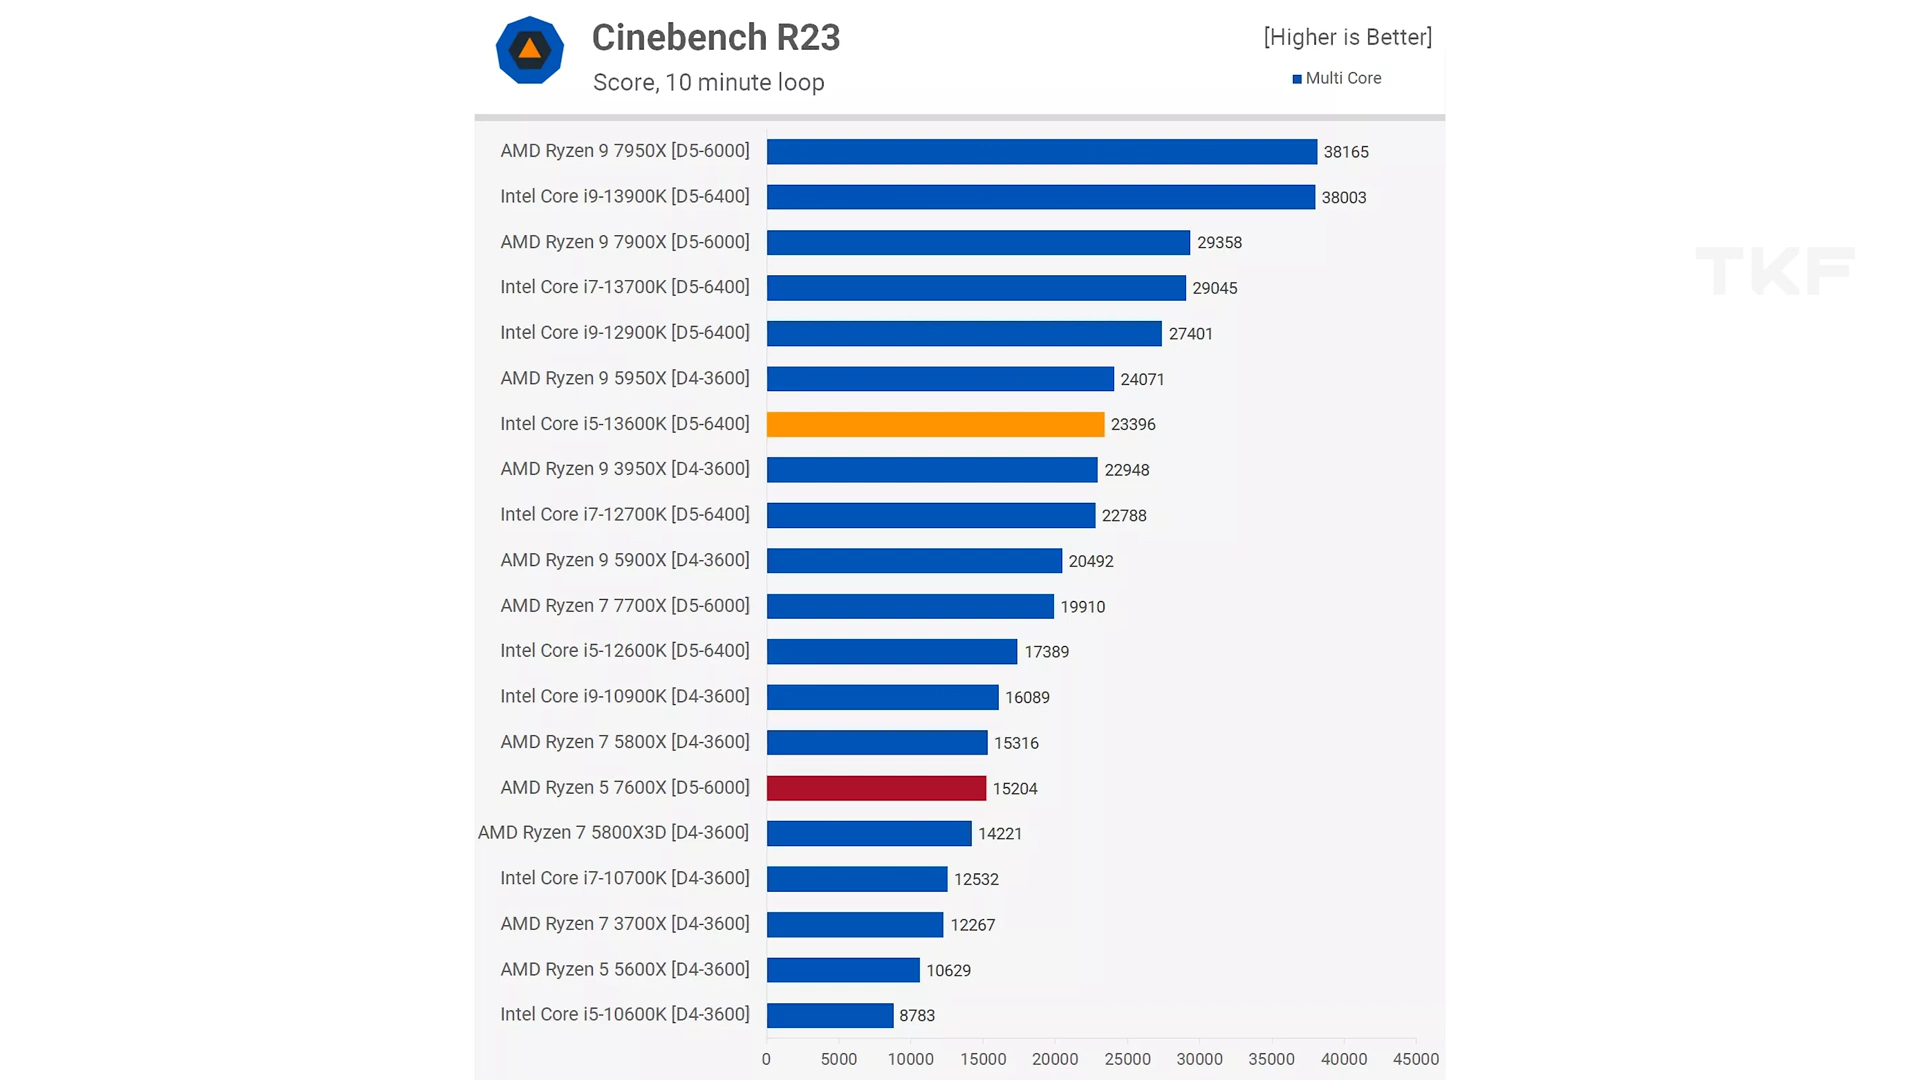 Cinebench R23
[Higher is Better]
Score, 10 minute loop
Multi Core
AMD Ryzen 9 7950X [D5-6000] 38165
Intel Core i9-13900K [D5-6400] 38003
AMD Ryzen 9 7900X [D5-6000] 29358
TKF
Intel Core i7-13700K [D5-6400] 29045
Intel Core i9-12900K [D5-6400] 27401
AMD Ryzen 9 5950X [D4-3600] 24071
Intel Core i5-13600K [D5-6400] 23396
AMD Ryzen 9 3950X [D4-3600] 22948
Intel Core i7-12700K [D5-6400] 22788
AMD Ryzen 9 5900X [D4-3600] 20492
AMD Ryzen 7 7700X [D5-6000] 19910
Intel Core i5-12600K [D5-6400] 17389
Intel Core i9-10900K [D4-3600] 16089
AMD Ryzen 7 5800X [D4-3600] 15316
AMD Ryzen 5 7600X [D5-6000] 15204
AMD Ryzen 7 5800X3D [D4-3600] 14221
Intel Core i7-10700K [D4-3600] 12532
AMD Ryzen 7 3700X [D4-3600] 12267
AMD Ryzen 5 5600X [D4-3600] 10629
Intel Core i5-10600K [D4-3600] 8783
0 5000 10000 15000 20000 25000 30000 35000 40000 45000